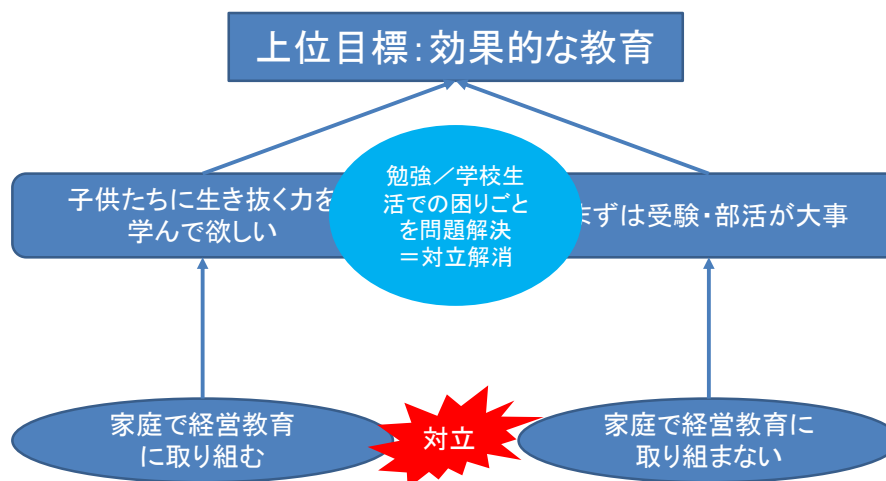 上位目標：効果的な教育
子供たちに生き抜く力を
学んで欲しい
勉強／学校生
活での困りごと
を問題解決
＝対立解消
まずは受験・部活が大事
家庭で経営教育
に取り組む
対立
家庭で経営教育に
取り組まない